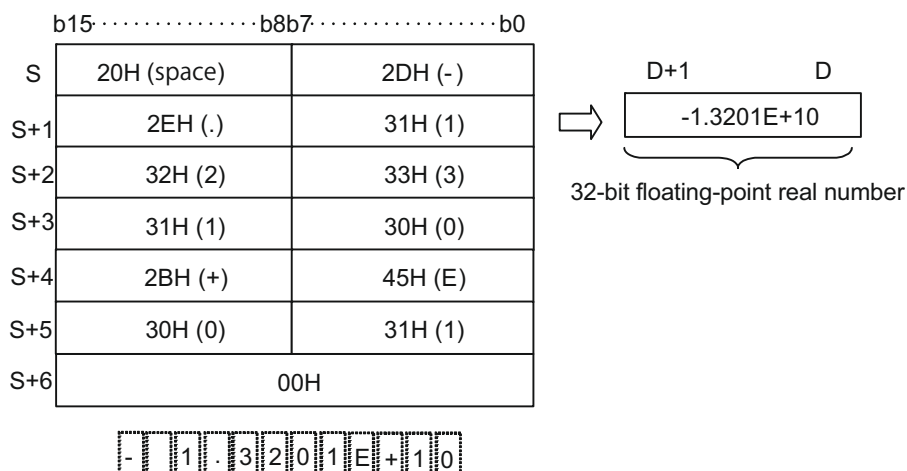 b15··················b8b7··················b0
S 20H (space) 2DH (-)
S+1 2EH (.) 31H (1)
S+2 32H (2) 33H (3)
S+3 31H (1) 30H (0)
S+4 2BH (+) 45H (E)
S+5 30H (0) 31H (1)
S+6 00H
- 1 . 3 2 0 1 E + 1 0
D+1 D
-1.3201E+10
32-bit floating-point real number